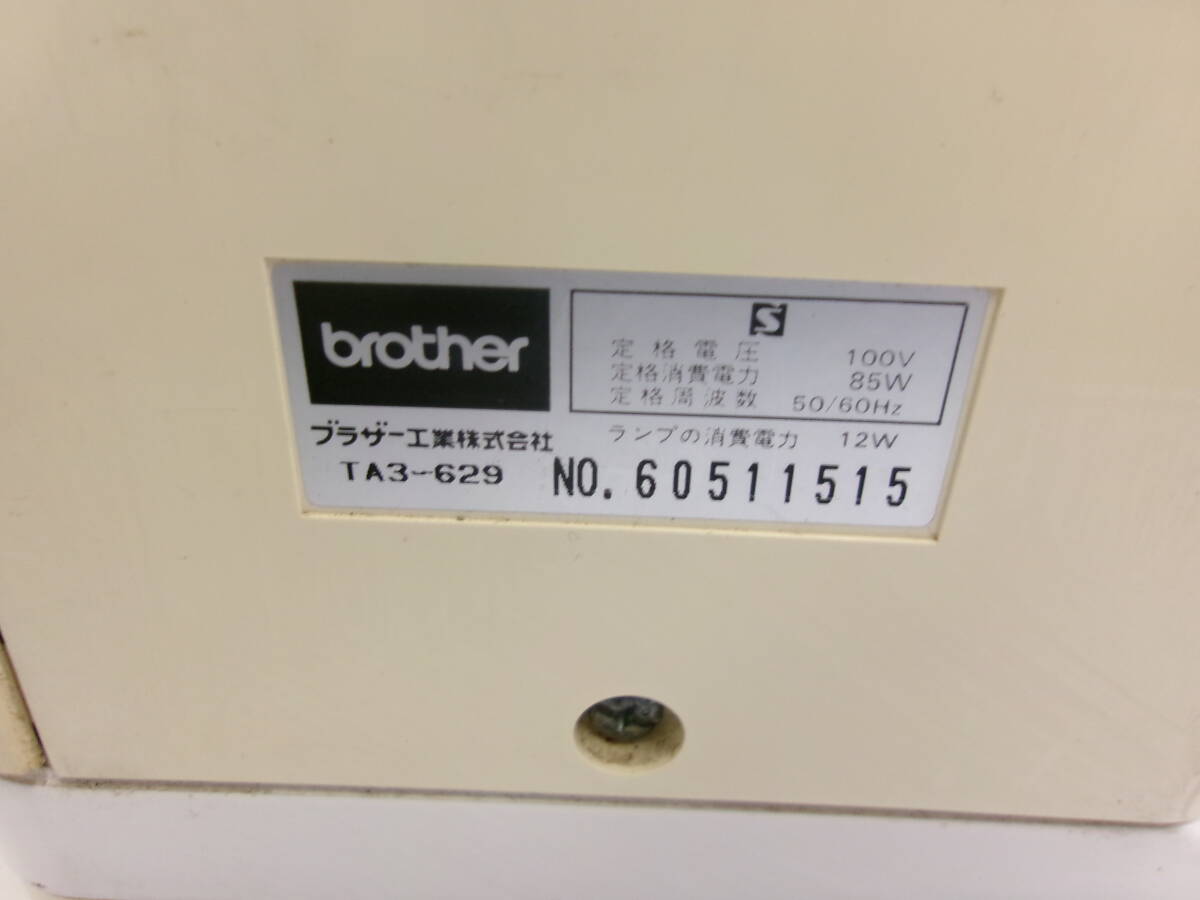 brother
S
定格電圧 100V
定格消費電力 85W
定格周波数 50/60Hz
ブラザー工業株式会社
ランプの消費電力 12W
TA3-629
NO. 60511515